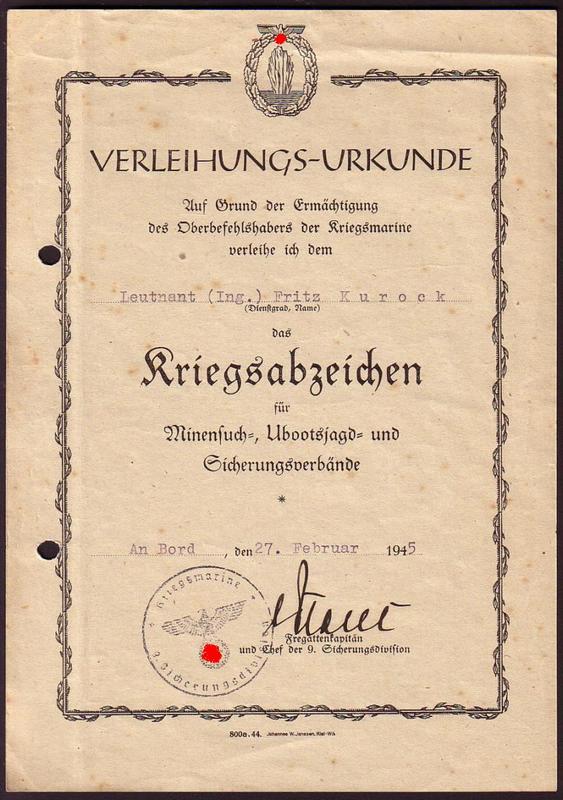 VERLEIHUNGS-URKUNDE
Auf Grund der Ermächtigung
des Oberbefehlshabers der Kriegsmarine
verleihe ich dem
Leutnant (Ing.) Fritz K u r o c k
(Dienstgrad, Name)
das
Kriegsabzeichen
für
Minensuch-, Ubootsjagd- und
Sicherungsverbände
*
An Bord, den 27. Februar 1945
Kriegsmarine
9. Sicherungsdivision
Fregattenkapitän
und Chef der 9. Sicherungsdivision
800a. 44. Johannes W. Janssen, Kiel-Wik